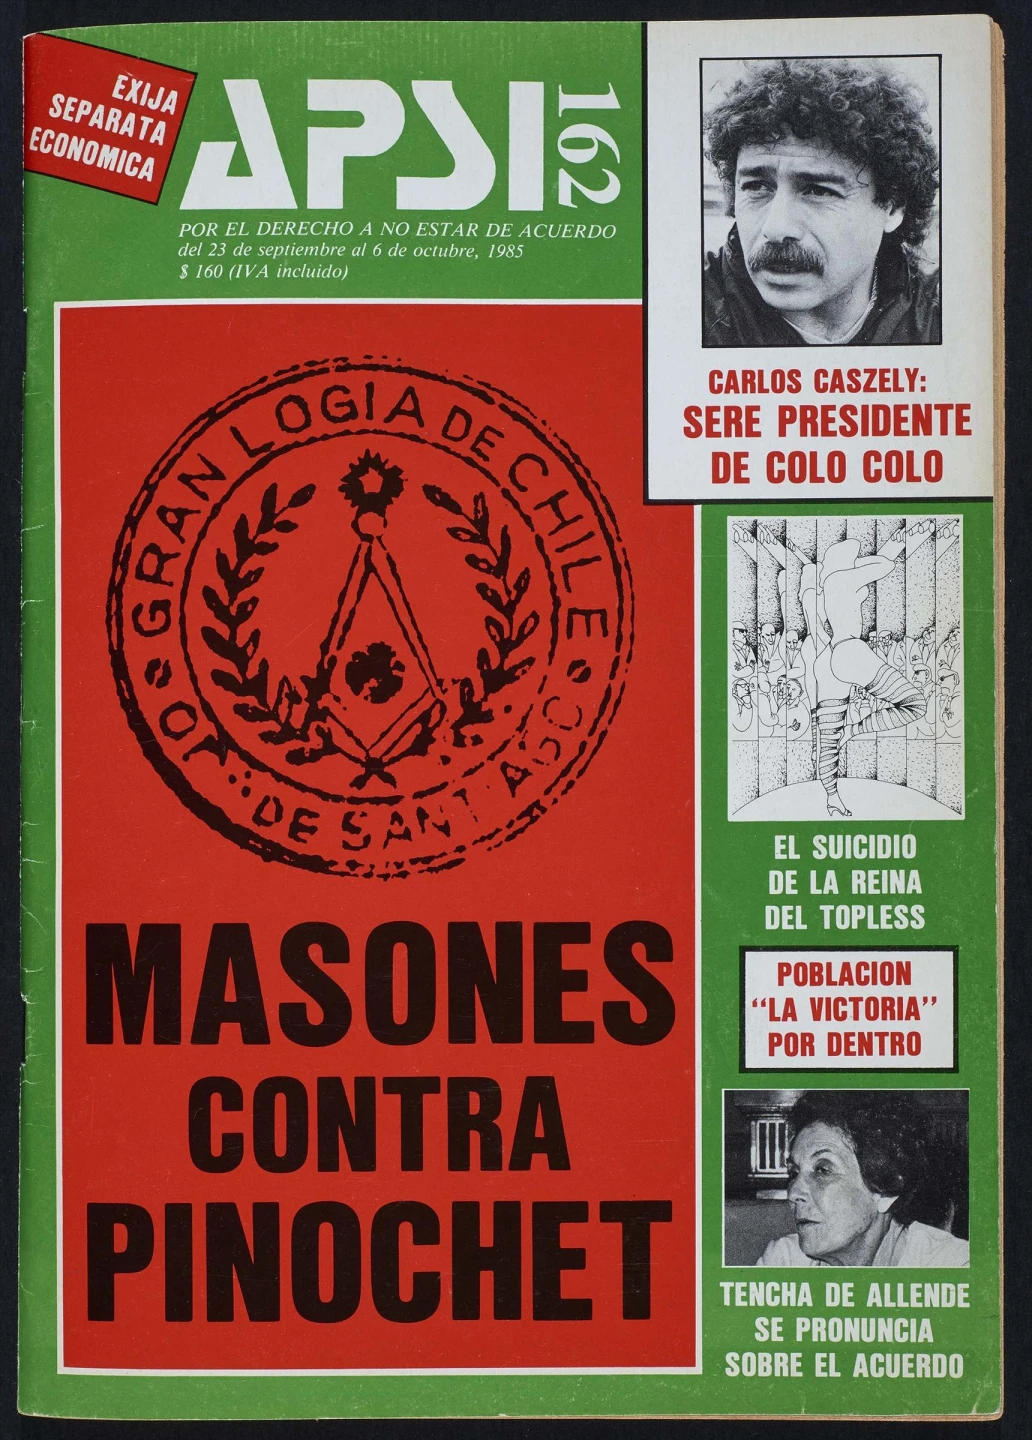 EXIJA
SEPARATA
ECONOMICA
APSI
162
POR EL DERECHO A NO ESTAR DE ACUERDO
del 23 de septiembre al 6 de octubre, 1985
$ 160 (IVA incluido)
CARLOS CASZELY:
SERE PRESIDENTE
DE COLO COLO
GRAN LOGIA DE CHILE
DE SANT
MASONES
CONTRA
PINOCHET
EL SUICIDIO
DE LA REINA
DEL TOPLESS
POBLACION
“LA VICTORIA”
POR DENTRO
TENCHA DE ALLENDE
SE PRONUNCIA
SOBRE EL ACUERDO